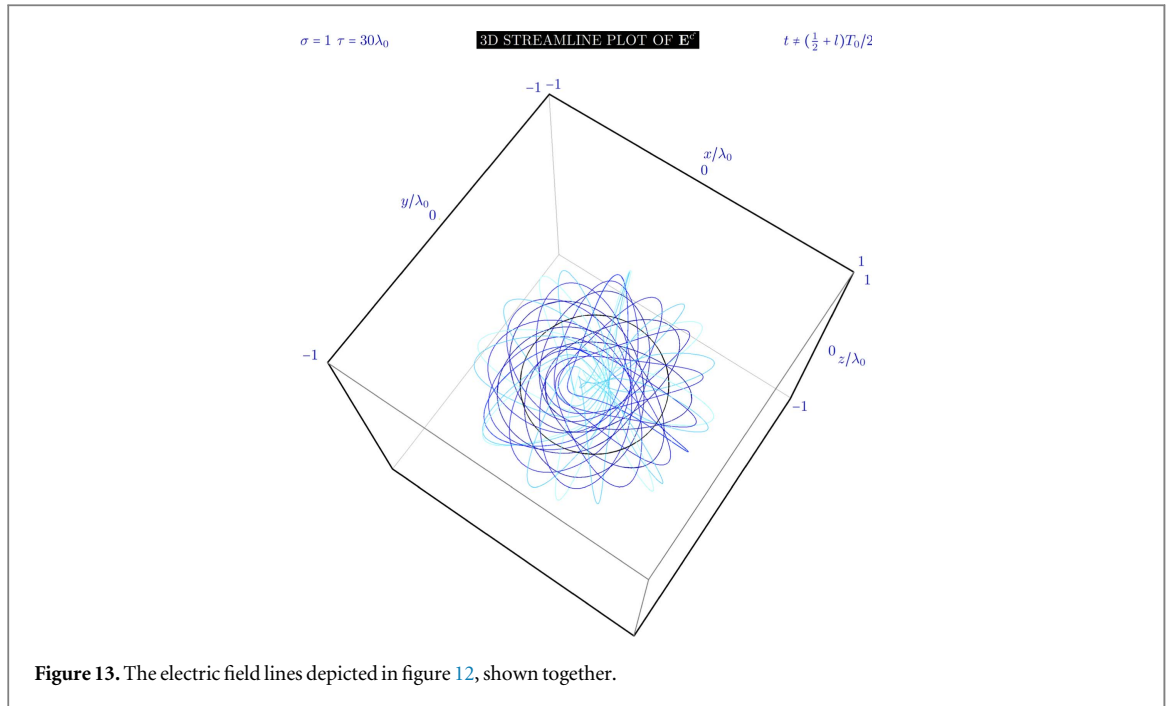 σ = 1 τ = 30λ₀
3D STREAMLINE PLOT OF E^c′
t ≠ (1/2 + l)T₀/2
−1 −1
x/λ₀
0
y/λ₀
0
1
1
0
z/λ₀
−1
−1
Figure 13. The electric field lines depicted in figure 12, shown together.